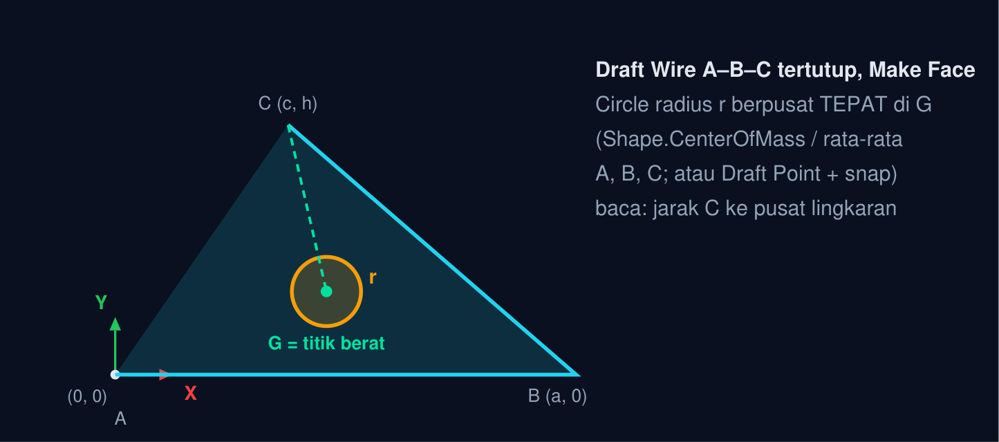 Draft Wire A–B–C tertutup, Make Face
Circle radius r berpusat TEPAT di G
(Shape.CenterOfMass / rata-rata
A, B, C; atau Draft Point + snap)
baca: jarak C ke pusat lingkaran
C (c, h)
r
Y
G = titik berat
X
(0, 0)
B (a, 0)
A